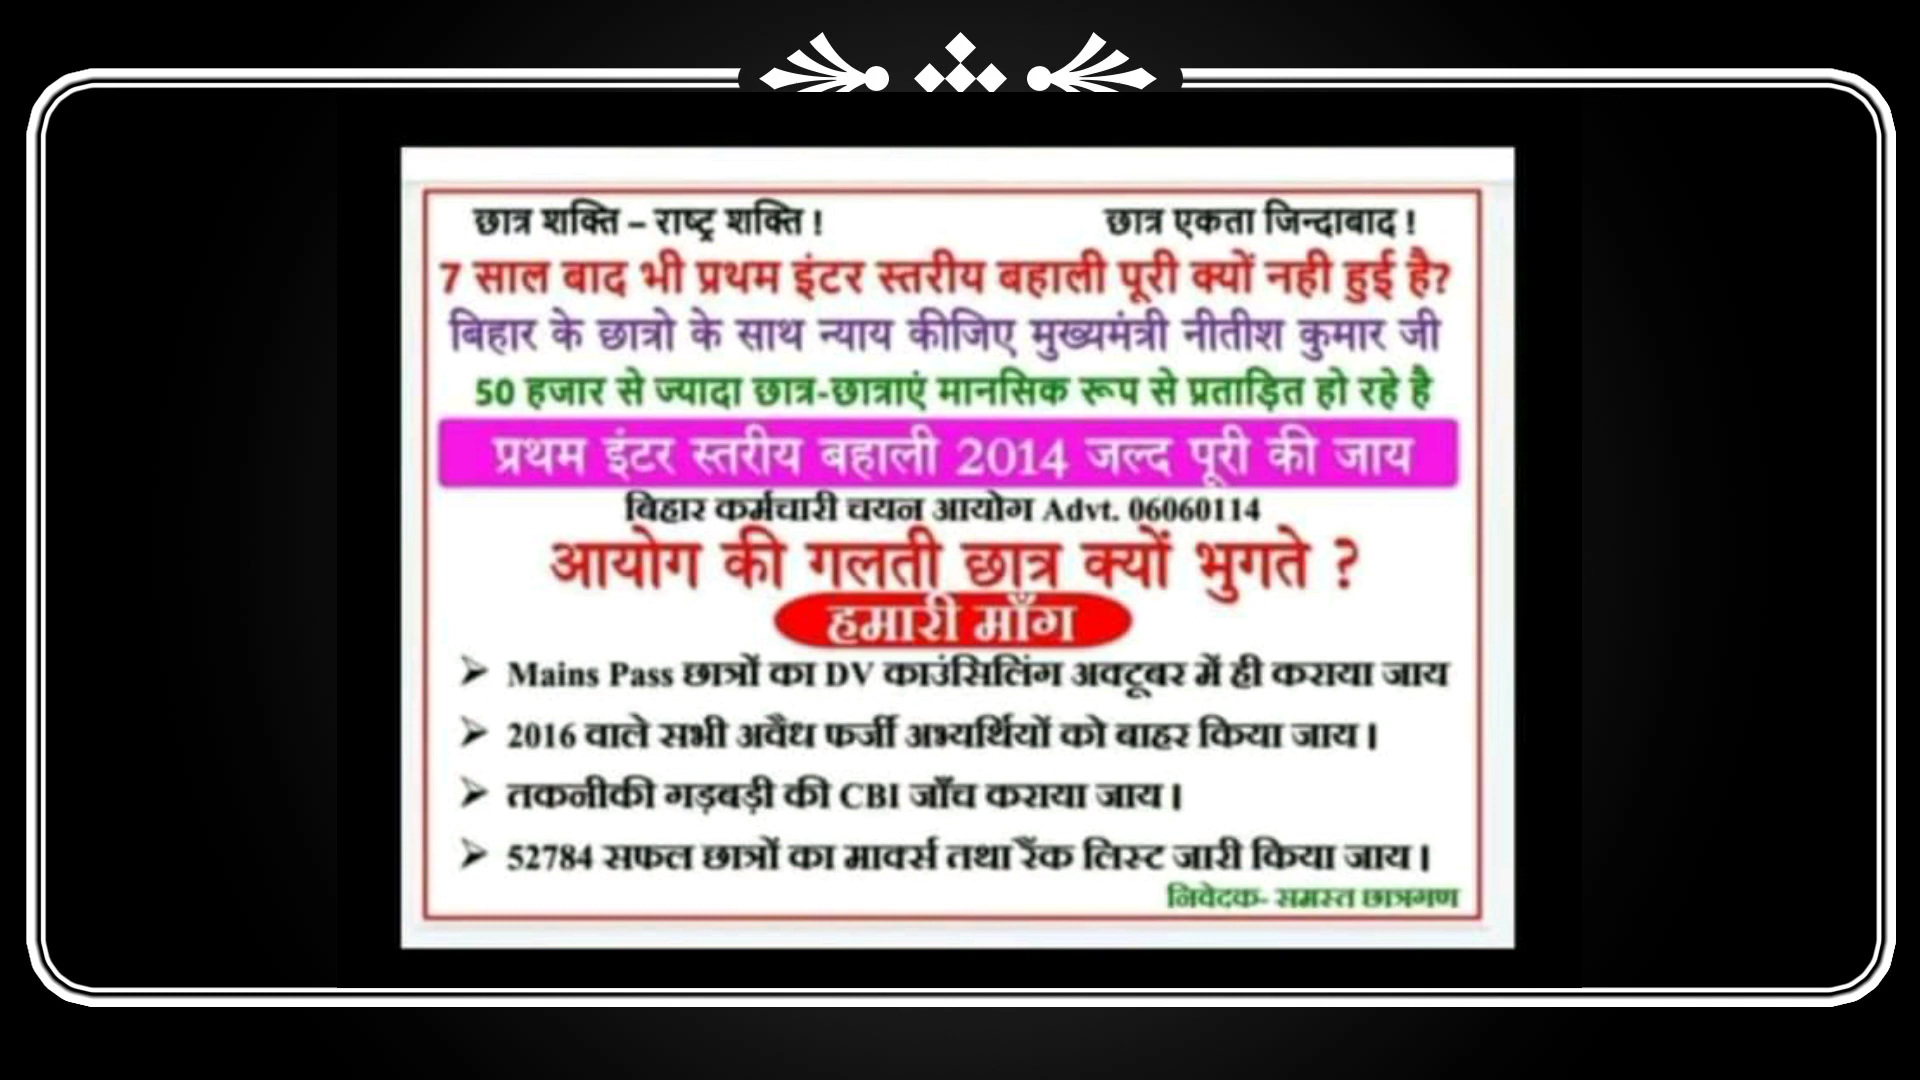 छात्र शक्ति – राष्ट्र शक्ति ! छात्र एकता जिन्दाबाद !
7 साल बाद भी प्रथम इंटर स्तरीय बहाली पूरी क्यों नही हुई है?
बिहार के छात्रो के साथ न्याय कीजिए मुख्यमंत्री नीतीश कुमार जी
50 हजार से ज्यादा छात्र-छात्राएं मानसिक रूप से प्रताड़ित हो रहे है
प्रथम इंटर स्तरीय बहाली 2014 जल्द पूरी की जाय
बिहार कर्मचारी चयन आयोग Advt. 06060114
आयोग की गलती छात्र क्यों भुगते ?
हमारी माँग
➢ Mains Pass छात्रों का DV काउंसिलिंग अक्टूबर में ही कराया जाय
➢ 2016 वाले सभी अवैध फर्जी अभ्यर्थियों को बाहर किया जाय।
➢ तकनीकी गड़बड़ी की CBI जाँच कराया जाय।
➢ 52784 सफल छात्रों का मार्क्स तथा रैंक लिस्ट जारी किया जाय।
निवेदक- समस्त छात्रगण